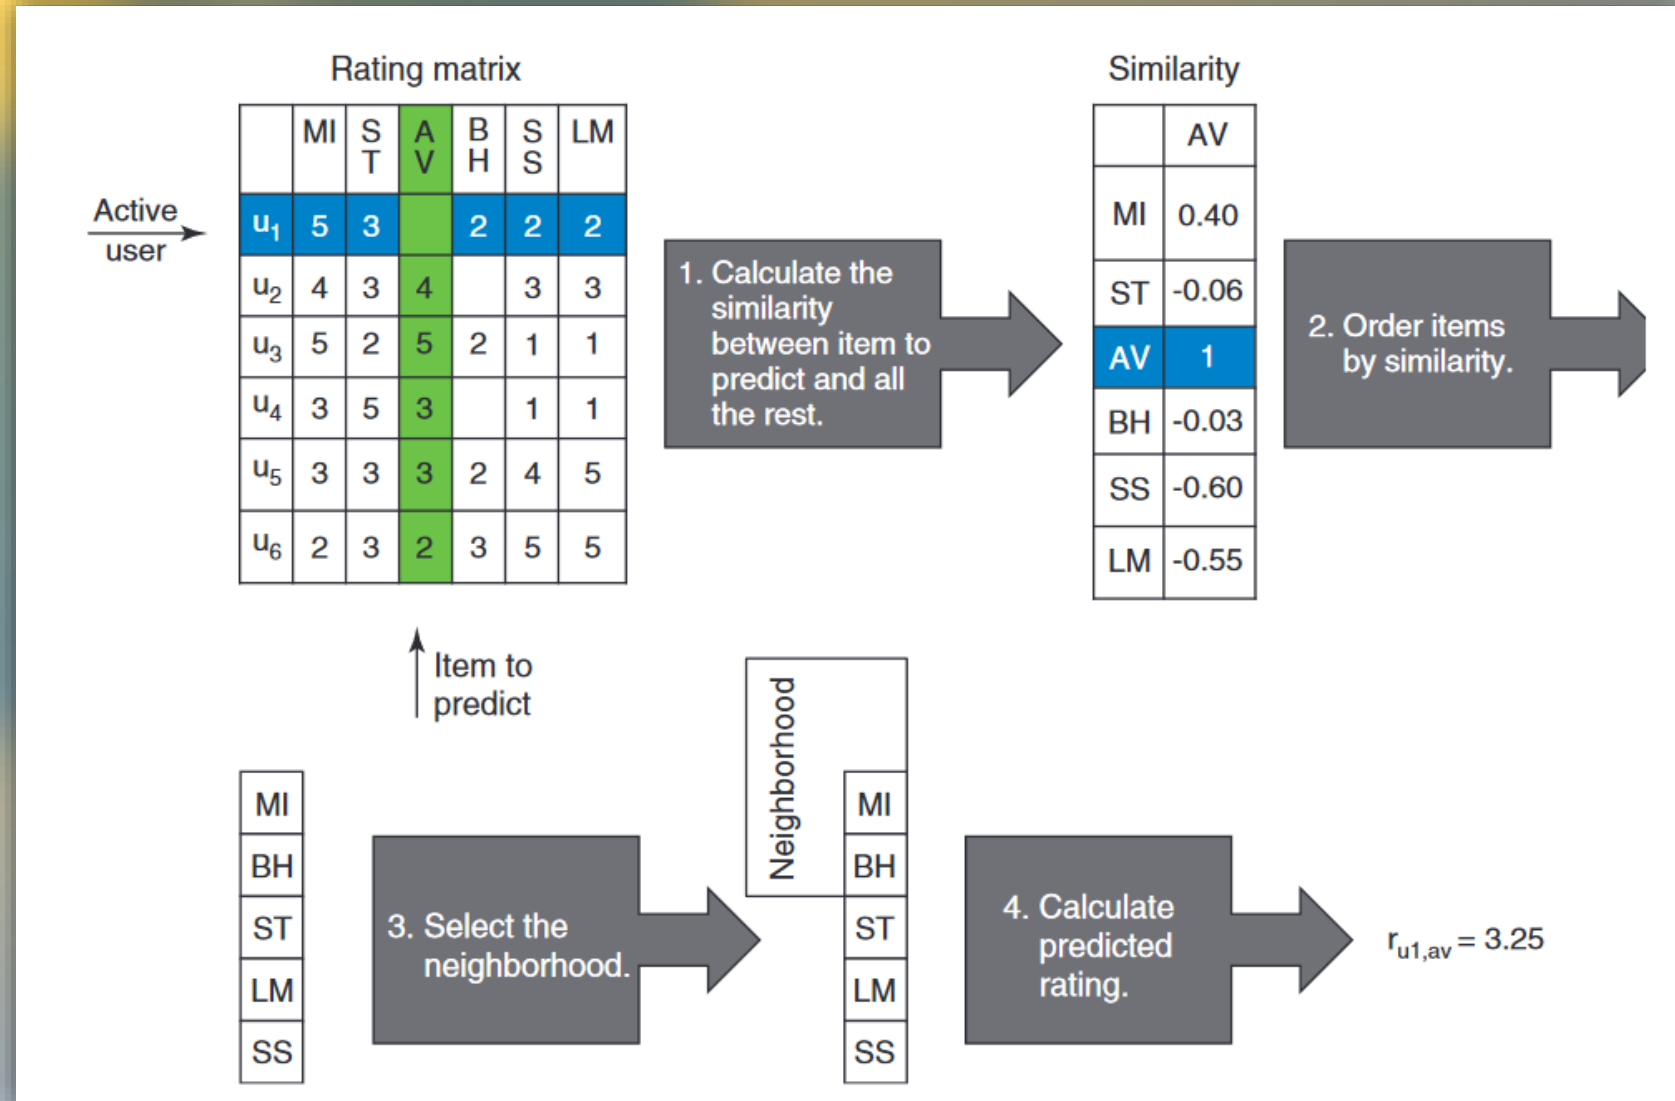 Rating matrix
MI ST AV BH SS LM
Active user
u1 5 3 2 2 2
u2 4 3 4 3 3
u3 5 2 5 2 1 1
u4 3 5 3 1 1
u5 3 3 3 2 4 5
u6 2 3 2 3 5 5
Item to
predict
1. Calculate the
similarity
between item to
predict and all
the rest.
Similarity
AV
MI 0.40
ST -0.06
AV 1
BH -0.03
SS -0.60
LM -0.55
2. Order items
by similarity.
MI
BH
ST
LM
SS
3. Select the
neighborhood.
Neighborhood
MI
BH
ST
LM
SS
4. Calculate
predicted
rating.
ru1,av = 3.25